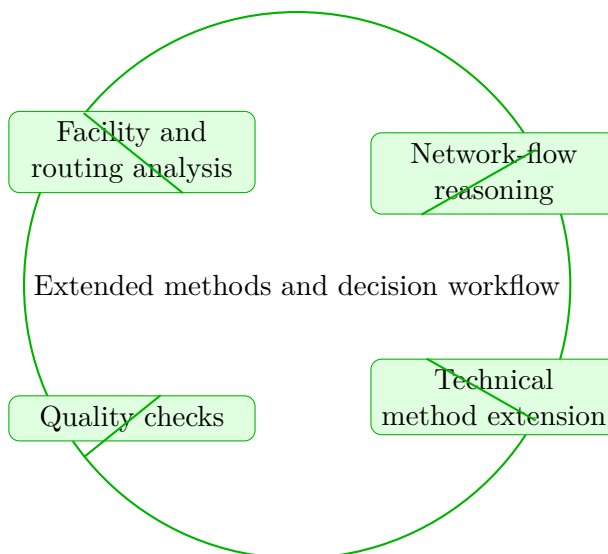 Facility and
routing analysis
Network-flow
reasoning
Extended methods and decision workflow
Technical
method extension
Quality checks